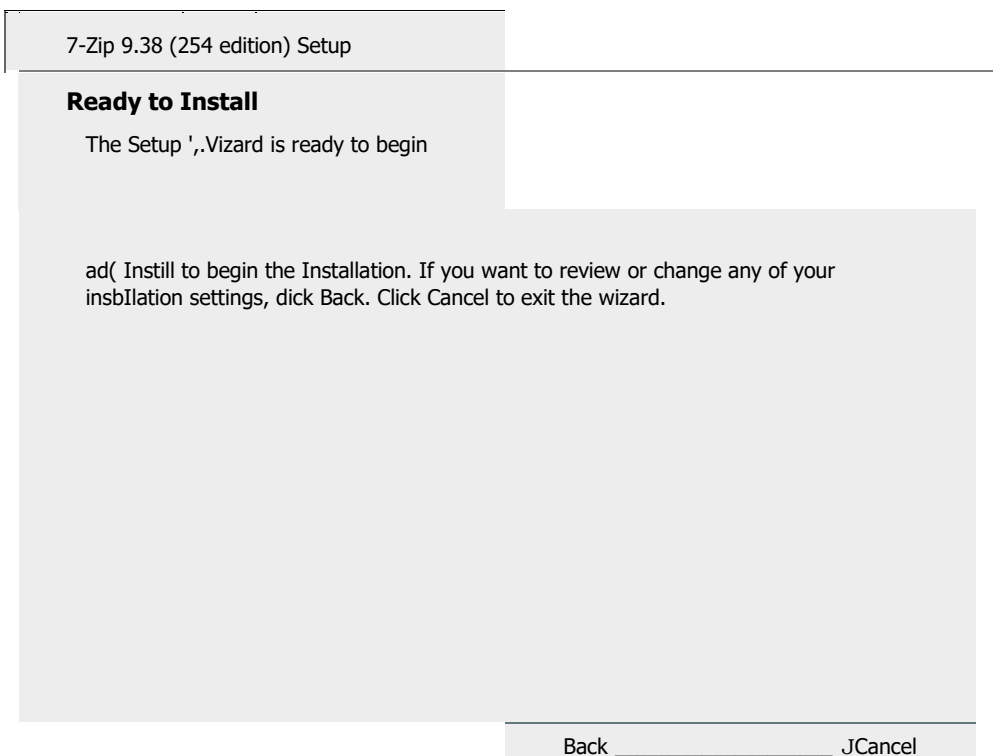 7-Zip 9.38 (254 edition) Setup
Ready to Install
The Setup ',.Vizard is ready to begin
ad( Instill to begin the Installation. If you want to review or change any of your
insbIlation settings, dick Back. Click Cancel to exit the wizard.
Back ______________________ JCancel